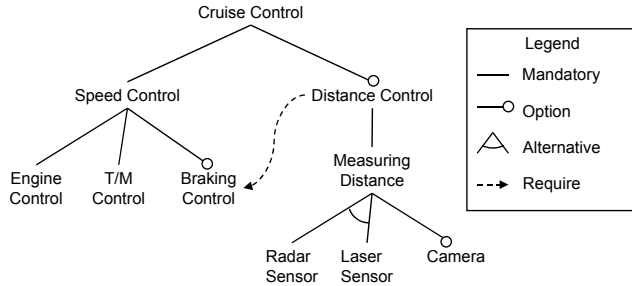 Cruise Control
Speed Control
Distance Control
Engine
Control
T/M
Control
Braking
Control
Measuring
Distance
Radar
Sensor
Laser
Sensor
Camera
Legend
Mandatory
Option
Alternative
Require